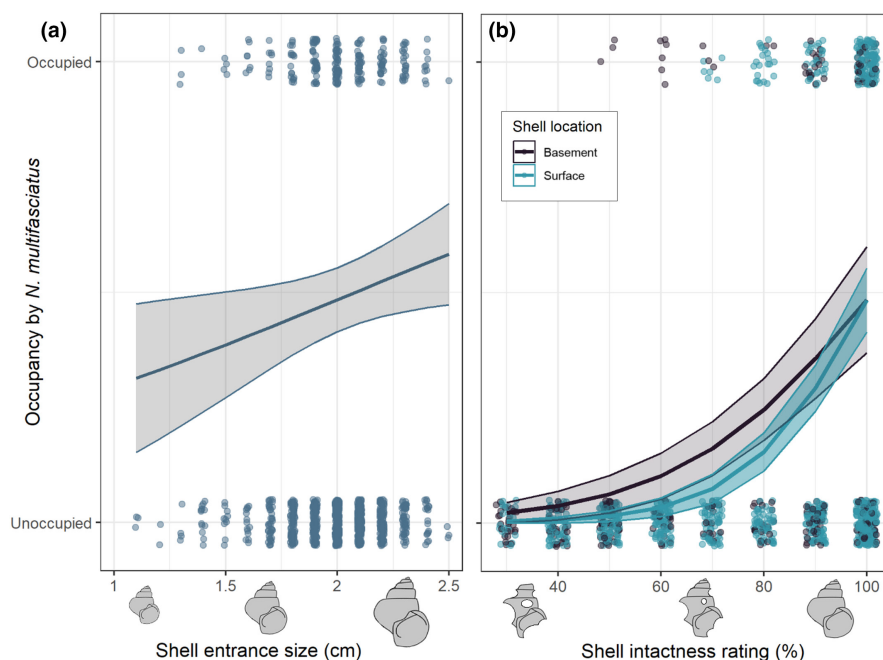 (a)
(b)
Occupied
Unoccupied
Occupancy by N. multifasciatus
1
1.5
2
2.5
Shell entrance size (cm)
Shell location
Basement
Surface
40
60
80
100
Shell intactness rating (%)